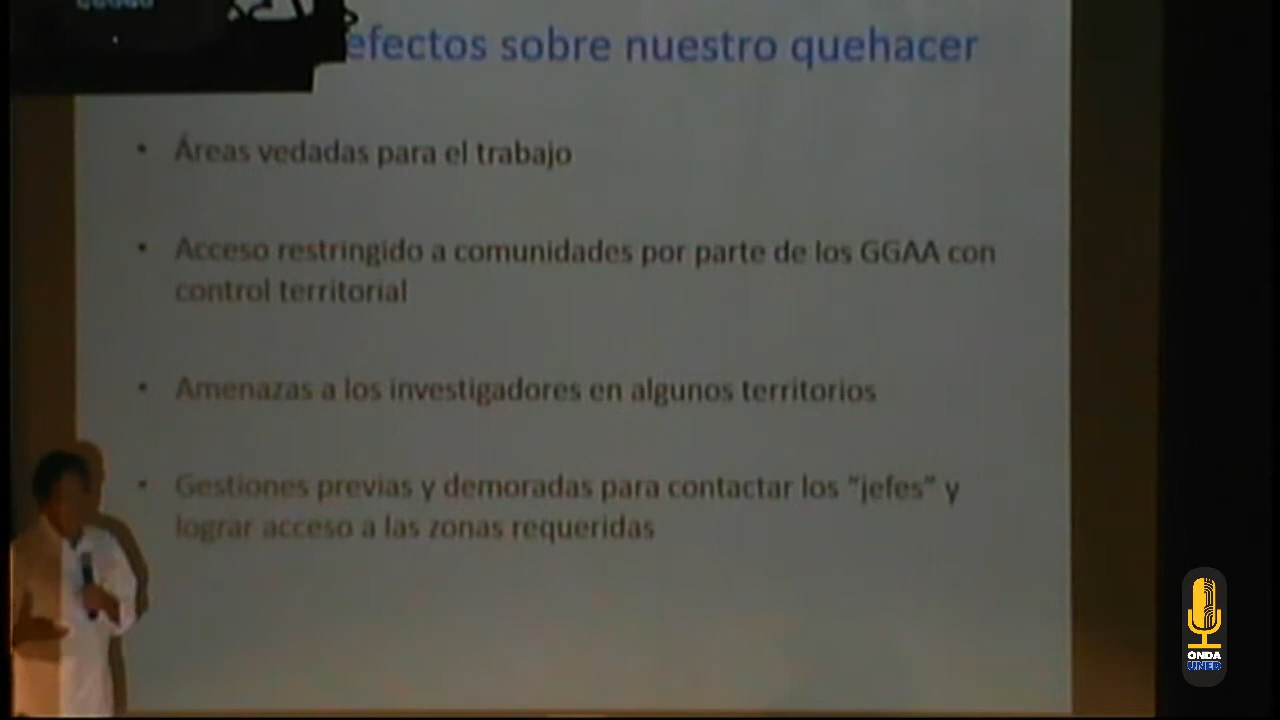 efectos sobre nuestro quehacer
• Áreas vedadas para el trabajo
• Acceso restringido a comunidades por parte de los GGAA con
control territorial
• Amenazas a los investigadores en algunos territorios
• Gestiones previas y demoradas para contactar los "jefes" y
lograr acceso a las zonas requeridas
ONDA
UNEB